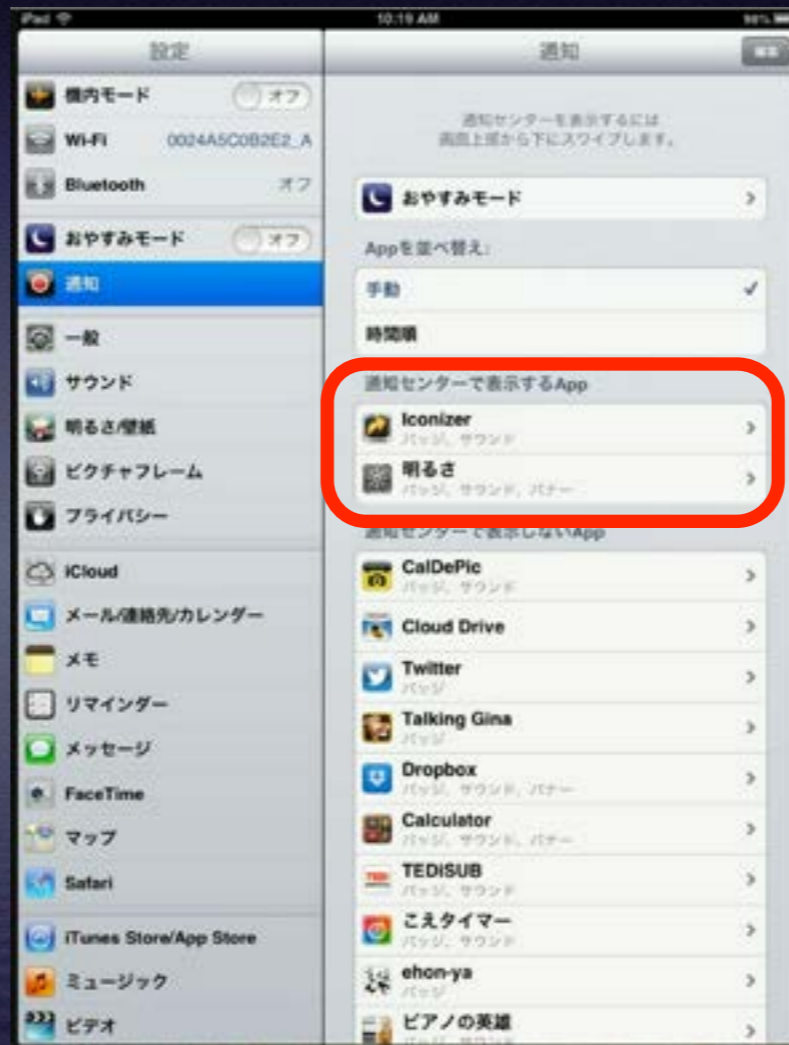 iPad
10:19 AM
設定
機内モード オフ
Wi-Fi 0024A5C0B2E2_A
Bluetooth オフ
おやすみモード オフ
通知
一般
サウンド
明るさ/壁紙
ピクチャフレーム
プライバシー
iCloud
メール/連絡先/カレンダー
メモ
リマインダー
メッセージ
FaceTime
マップ
Safari
iTunes Store/App Store
ミュージック
ビデオ
通知
通知センターを表示するには
画面上部から下にスワイプします。
おやすみモード
Appを並べ替え:
手動
時間順
通知センターで表示するApp
Iconizer
バッジ、サウンド
明るさ
バッジ、サウンド、バナー
通知センターで表示しないApp
CalDePic
バッジ、サウンド
Cloud Drive
Twitter
バッジ
Talking Gina
バッジ
Dropbox
バッジ、サウンド、バナー
Calculator
バッジ、サウンド、バナー
TEDiSUB
バッジ、サウンド
こえタイマー
バッジ、サウンド
ehon-ya
バッジ
ピアノの英雄